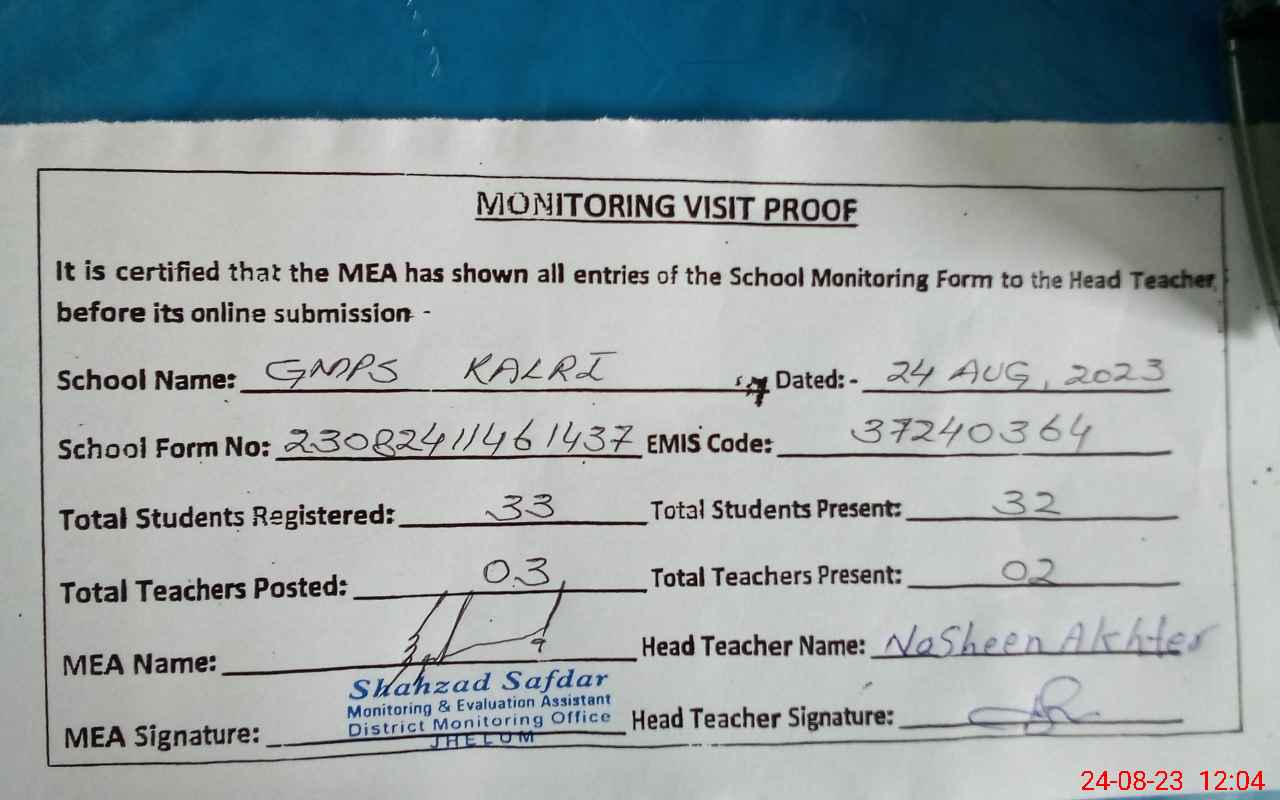 MONITORING VISIT PROOF
It is certified that the MEA has shown all entries of the School Monitoring Form to the Head Teacher,
before its online submission -
School Name: GMPS KALRI Dated: - 24 AUG, 2023
School Form No: 23082411461437 EMIS Code: 37240364
Total Students Registered: 33 Total Students Present: 32
Total Teachers Posted: 03 Total Teachers Present: 02
MEA Name: Head Teacher Name: NaSheen Akhter
Shahzad Safdar
Monitoring & Evaluation Assistant
District Monitoring Office
JHELUM
MEA Signature: Head Teacher Signature:
24-08-23 12:04